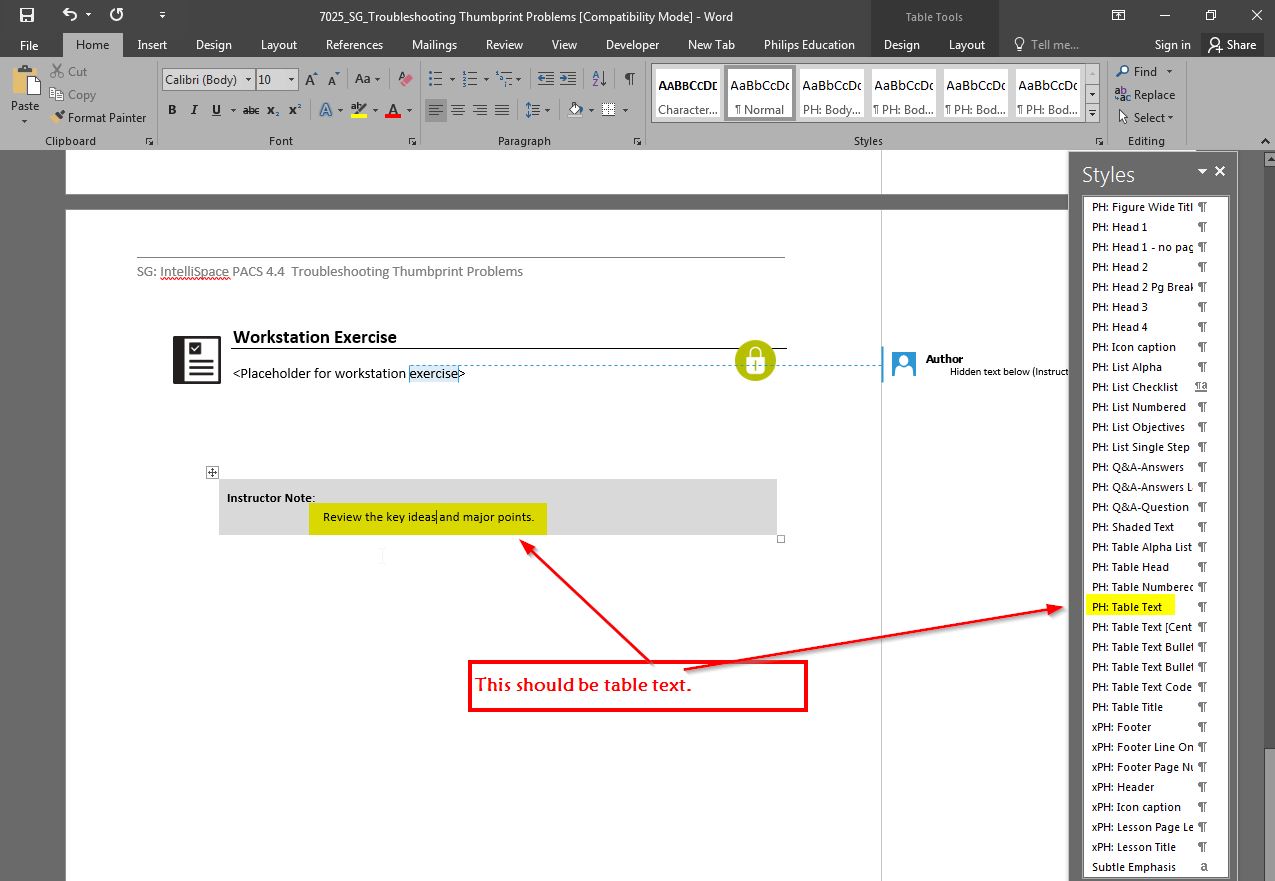 7025_SG_Troubleshooting Thumbprint Problems [Compatibility Mode] - Word
Table Tools
File Home Insert Design Layout References Mailings Review View Developer New Tab Philips Education Design Layout Tell me... Sign in Share
Paste
Cut
Copy
Format Painter
Clipboard
Calibri (Body) 10
Aa
B I U abc x₂ x² A ab A
Font
Paragraph
AABBCCDE AaBbCcDc AaBbCcDc AaBbCcDc AaBbCcDc AaBbCcDc
Character... ¶ Normal PH: Body... ¶ PH: Bod... ¶ PH: Bod... ¶ PH: Bod...
Styles
Find
Replace
Select
Editing
SG: IntelliSpace PACS 4.4 Troubleshooting Thumbprint Problems
Workstation Exercise
<Placeholder for workstation exercise>
Author
Hidden text below (Instruct
Instructor Note:
Review the key ideas and major points.
This should be table text.
Styles
PH: Figure Wide Titl ¶
PH: Head 1 ¶
PH: Head 1 - no pag ¶
PH: Head 2 ¶
PH: Head 2 Pg Break ¶
PH: Head 3 ¶
PH: Head 4 ¶
PH: Icon caption ¶
PH: List Alpha ¶
PH: List Checklist ¶a
PH: List Numbered ¶
PH: List Objectives ¶
PH: List Single Step ¶
PH: Q&A-Answers ¶
PH: Q&A-Answers L ¶
PH: Q&A-Question ¶
PH: Shaded Text ¶
PH: Table Alpha List ¶
PH: Table Head ¶
PH: Table Numbered ¶
PH: Table Text ¶
PH: Table Text [Cent ¶
PH: Table Text Bullet ¶
PH: Table Text Bullet ¶
PH: Table Text Code ¶
PH: Table Title ¶
xPH: Footer ¶
xPH: Footer Line On ¶
xPH: Footer Page Nu ¶
xPH: Header ¶
xPH: Icon caption ¶
xPH: Lesson Page Le ¶
xPH: Lesson Title ¶
Subtle Emphasis a